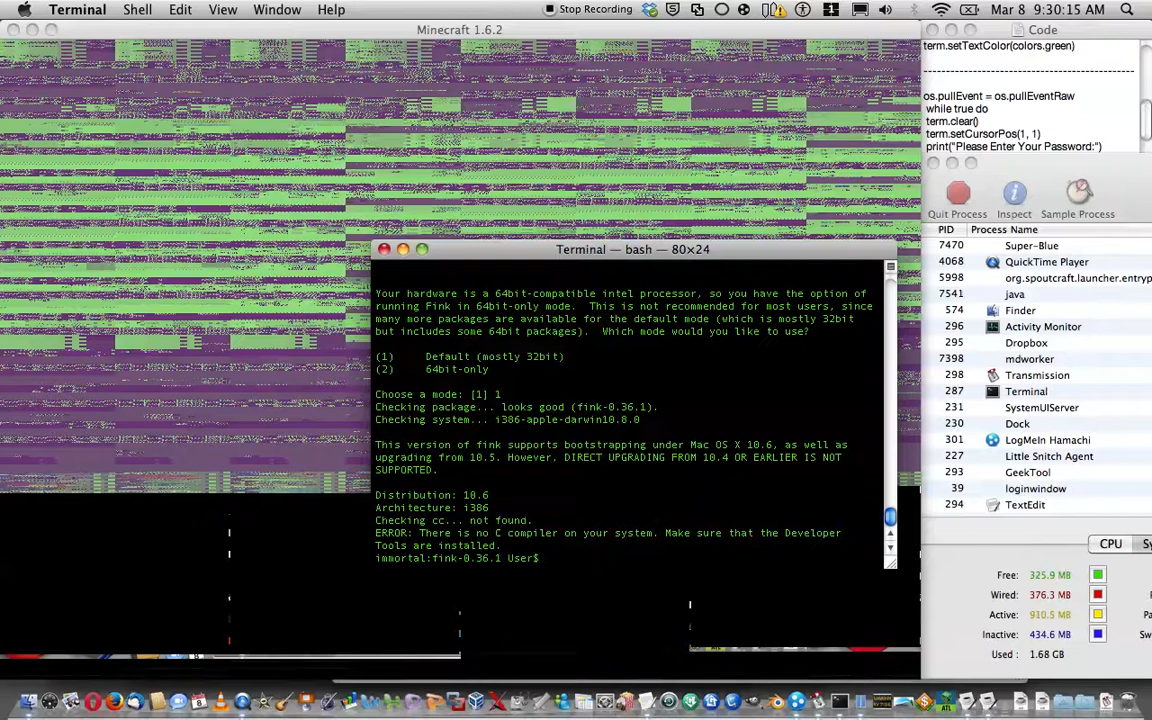 Terminal Shell Edit View Window Help Stop Recording 1 Mar 8 9:30:15 AM
Minecraft 1.6.2
Code
term.setTextColor(colors.green)
os.pullEvent = os.pullEventRaw
while true do
term.clear()
term.setCursorPos(1, 1)
print("Please Enter Your Password:")
Quit Process Inspect Sample Process
PID Process Name
7470 Super-Blue
4068 QuickTime Player
5998 org.spoutcraft.launcher.entryp
7541 java
574 Finder
296 Activity Monitor
295 Dropbox
7398 mdworker
298 Transmission
287 Terminal
231 SystemUIServer
230 Dock
301 LogMeIn Hamachi
227 Little Snitch Agent
293 GeekTool
39 loginwindow
294 TextEdit
CPU Sy
Free: 325.9 MB
Wired: 376.3 MB
Active: 910.5 MB
Inactive: 434.6 MB
Used: 1.68 GB
Terminal — bash — 80×24
Your hardware is a 64bit-compatible intel processor, so you have the option of
running Fink in 64bit-only mode. This is not recommended for most users, since
many more packages are available for the default mode (which is mostly 32bit
but includes some 64bit packages). Which mode would you like to use?
(1) Default (mostly 32bit)
(2) 64bit-only
Choose a mode: [1] 1
Checking package... looks good (fink-0.36.1).
Checking system... i386-apple-darwin10.8.0
This version of fink supports bootstrapping under Mac OS X 10.6, as well as
upgrading from 10.5. However, DIRECT UPGRADING FROM 10.4 OR EARLIER IS NOT
SUPPORTED.
Distribution: 10.6
Architecture: i386
Checking cc... not found.
ERROR: There is no C compiler on your system. Make sure that the Developer
Tools are installed.
immortal:fink-0.36.1 User$